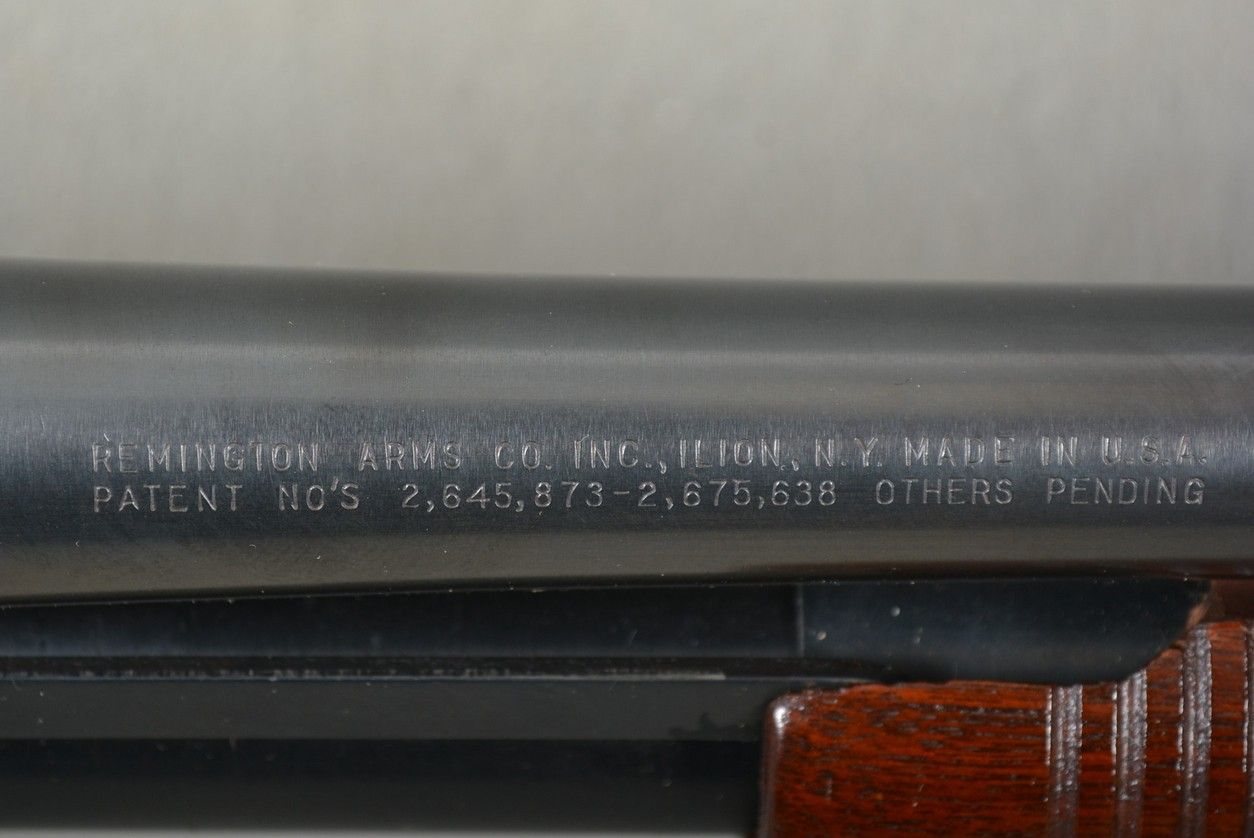 REMINGTON ARMS CO. INC., ILION, N.Y. MADE IN U.S.A.
PATENT NO'S 2,645,873-2,675,638 OTHERS PENDING